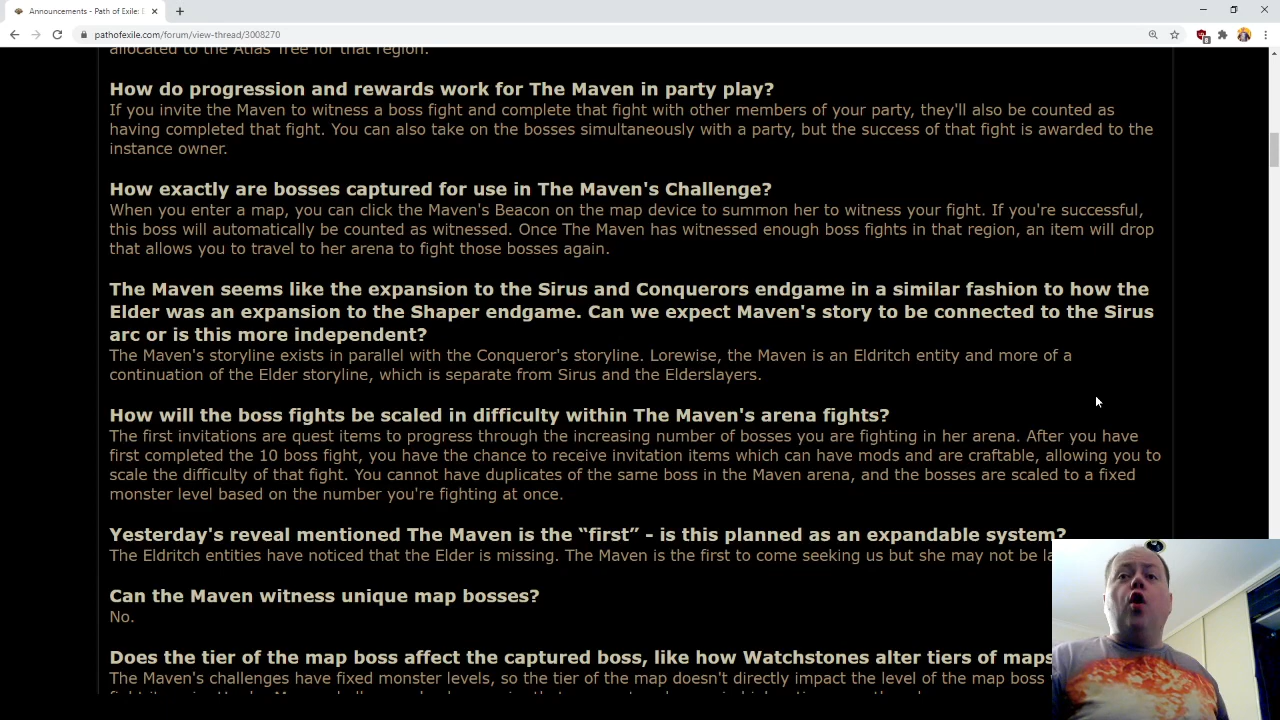 Announcements - Path of Exile: E
pathofexile.com/forum/view-thread/3008270
allocated to the Atlas Tree for that region.
How do progression and rewards work for The Maven in party play?
If you invite the Maven to witness a boss fight and complete that fight with other members of your party, they'll also be counted as
having completed that fight. You can also take on the bosses simultaneously with a party, but the success of that fight is awarded to the
instance owner.
How exactly are bosses captured for use in The Maven's Challenge?
When you enter a map, you can click the Maven's Beacon on the map device to summon her to witness your fight. If you're successful,
this boss will automatically be counted as witnessed. Once The Maven has witnessed enough boss fights in that region, an item will drop
that allows you to travel to her arena to fight those bosses again.
The Maven seems like the expansion to the Sirus and Conquerors endgame in a similar fashion to how the
Elder was an expansion to the Shaper endgame. Can we expect Maven's story to be connected to the Sirus
arc or is this more independent?
The Maven's storyline exists in parallel with the Conqueror's storyline. Lorewise, the Maven is an Eldritch entity and more of a
continuation of the Elder storyline, which is separate from Sirus and the Elderslayers.
How will the boss fights be scaled in difficulty within The Maven's arena fights?
The first invitations are quest items to progress through the increasing number of bosses you are fighting in her arena. After you have
first completed the 10 boss fight, you have the chance to receive invitation items which can have mods and are craftable, allowing you to
scale the difficulty of that fight. You cannot have duplicates of the same boss in the Maven arena, and the bosses are scaled to a fixed
monster level based on the number you're fighting at once.
Yesterday's reveal mentioned The Maven is the “first” - is this planned as an expandable system?
The Eldritch entities have noticed that the Elder is missing. The Maven is the first to come seeking us but she may not be
Can the Maven witness unique map bosses?
No.
Does the tier of the map boss affect the captured boss, like how Watchstones alter tiers of maps
The Maven's challenges have fixed monster levels, so the tier of the map doesn't directly impact the level of the map boss